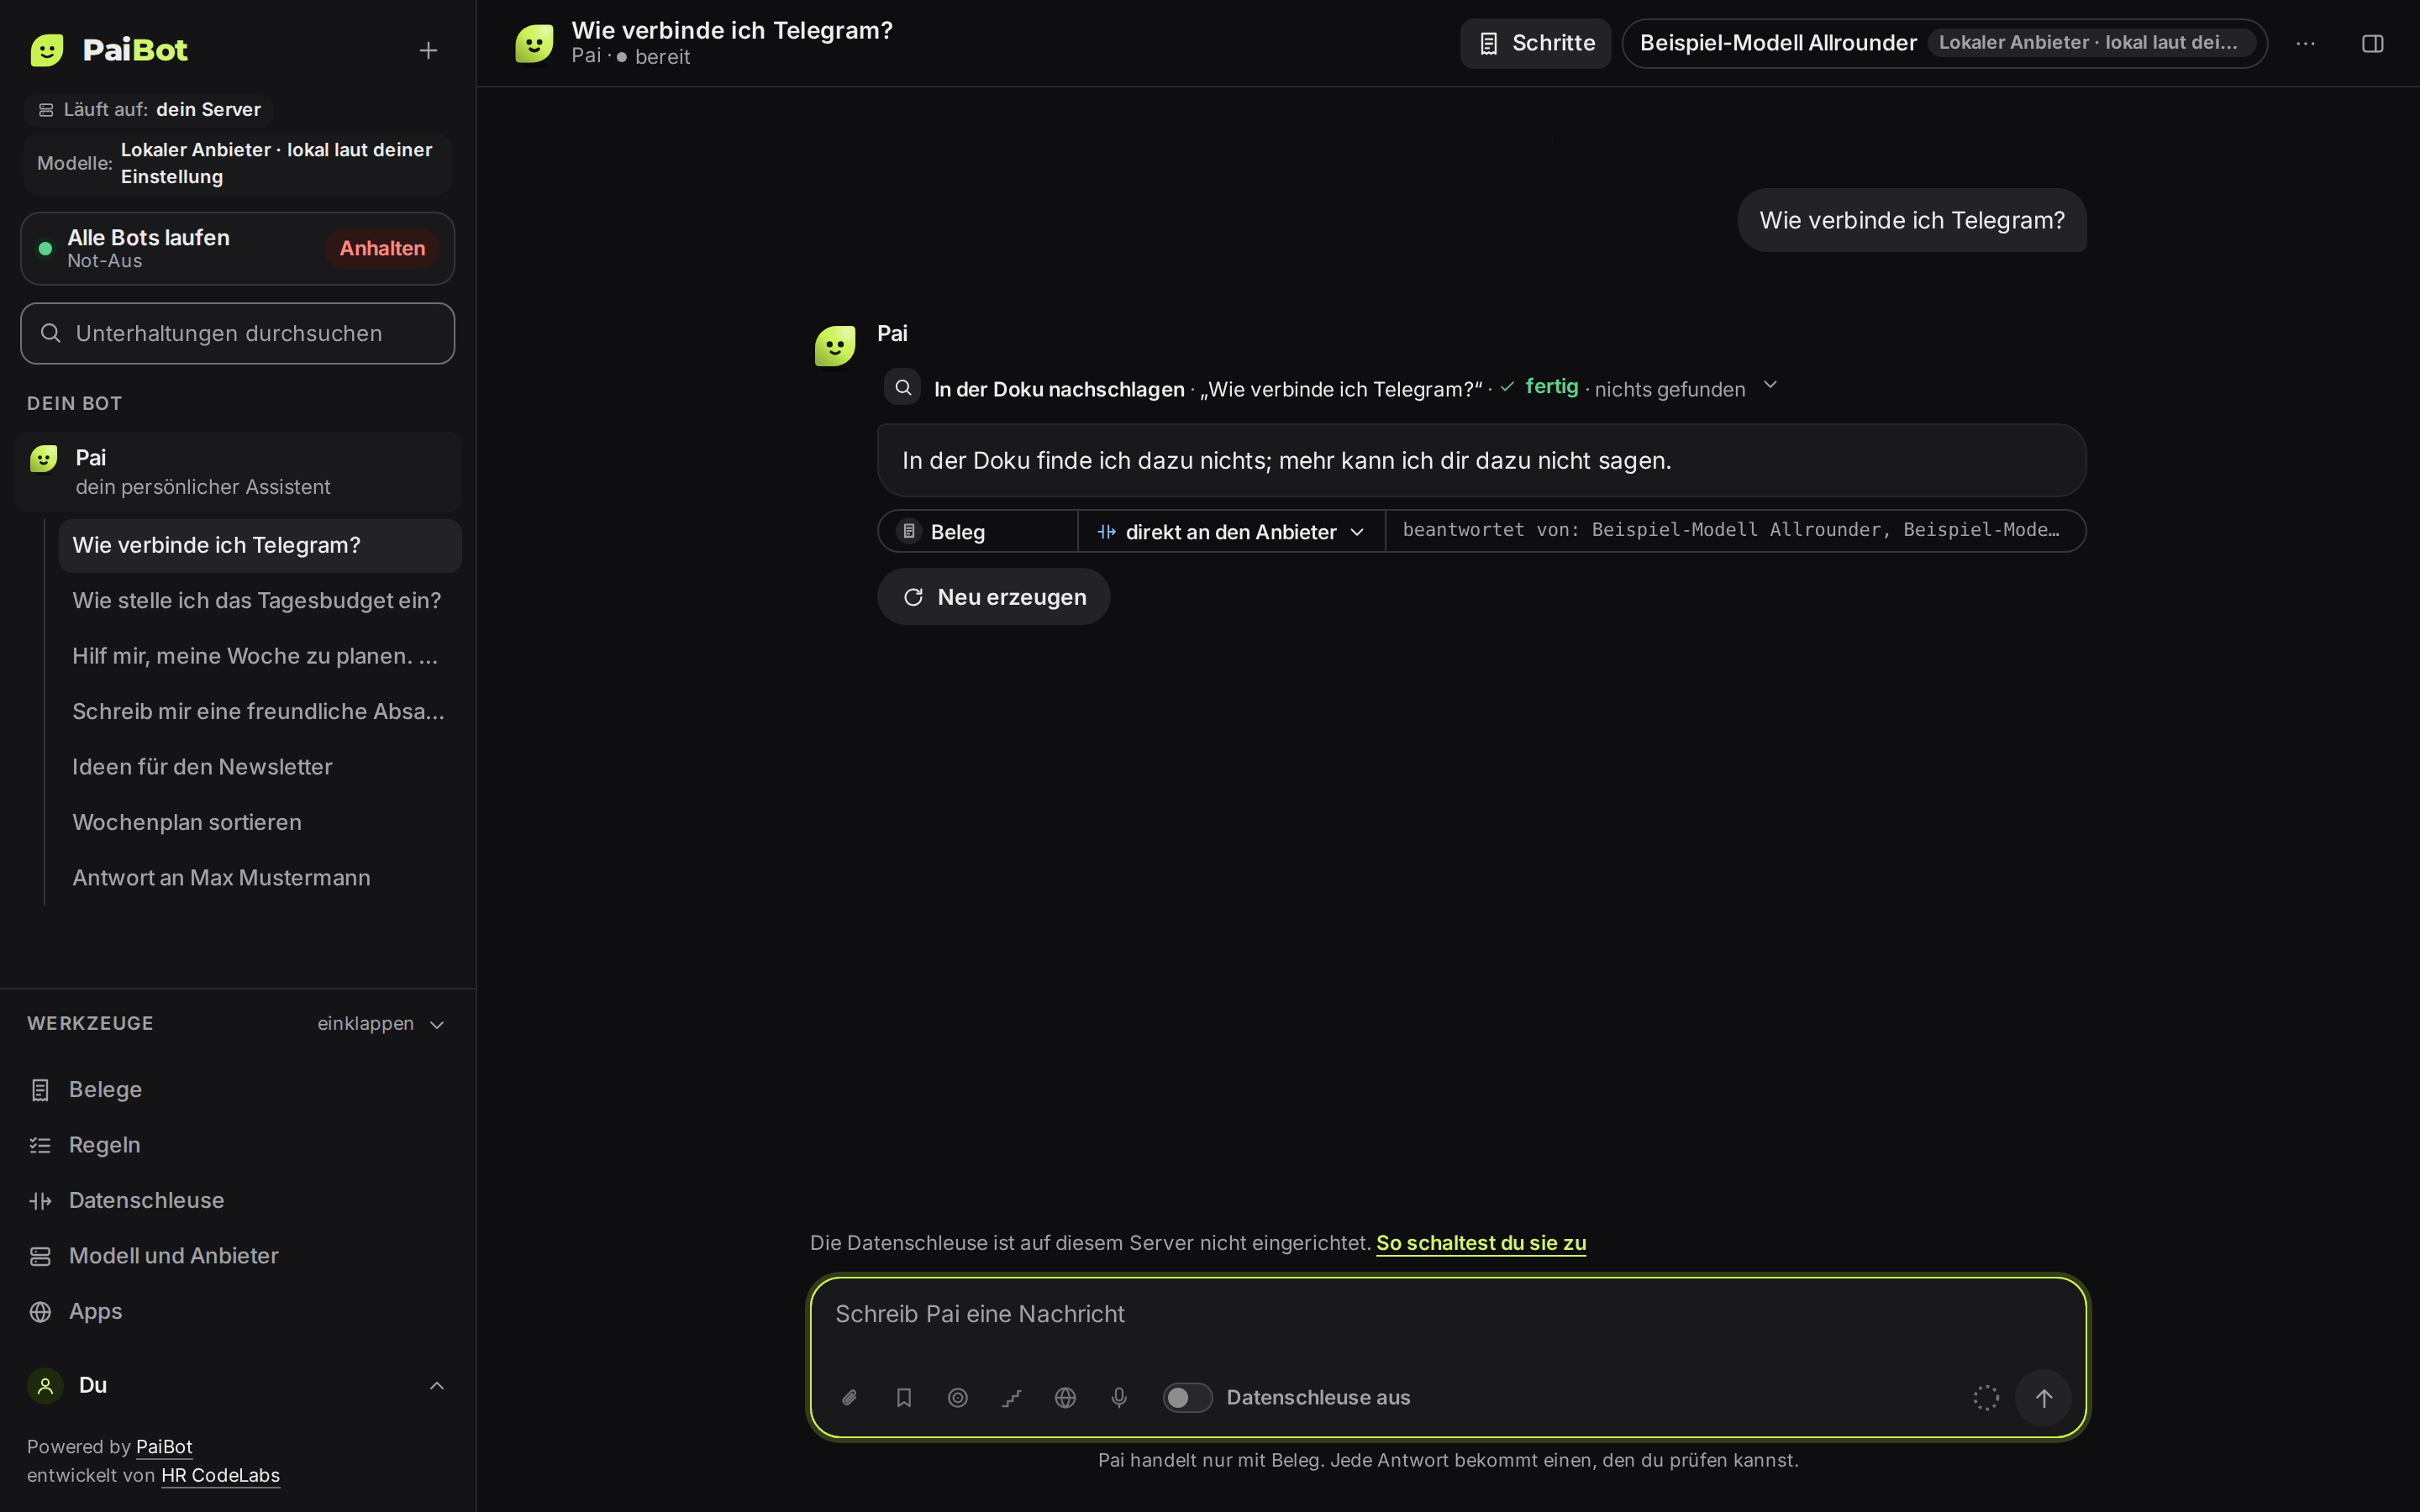 PaiBot
Läuft auf: dein Server
Modelle: Lokaler Anbieter · lokal laut deiner
Einstellung
Alle Bots laufen
Not-Aus
Anhalten
Unterhaltungen durchsuchen
DEIN BOT
Pai
dein persönlicher Assistent
Wie verbinde ich Telegram?
Wie stelle ich das Tagesbudget ein?
Hilf mir, meine Woche zu planen. ...
Schreib mir eine freundliche Absa...
Ideen für den Newsletter
Wochenplan sortieren
Antwort an Max Mustermann
WERKZEUGE einklappen
Belege
Regeln
Datenschleuse
Modell und Anbieter
Apps
Du
Powered by PaiBot
entwickelt von HR CodeLabs
Wie verbinde ich Telegram?
Pai · bereit
Schritte
Beispiel-Modell Allrounder Lokaler Anbieter · lokal laut dei...
Wie verbinde ich Telegram?
Pai
In der Doku nachschlagen · „Wie verbinde ich Telegram?“ · fertig · nichts gefunden
In der Doku finde ich dazu nichts; mehr kann ich dir dazu nicht sagen.
Beleg direkt an den Anbieter beantwortet von: Beispiel-Modell Allrounder, Beispiel-Mode…
Neu erzeugen
Die Datenschleuse ist auf diesem Server nicht eingerichtet. So schaltest du sie zu
Schreib Pai eine Nachricht
Datenschleuse aus
Pai handelt nur mit Beleg. Jede Antwort bekommt einen, den du prüfen kannst.